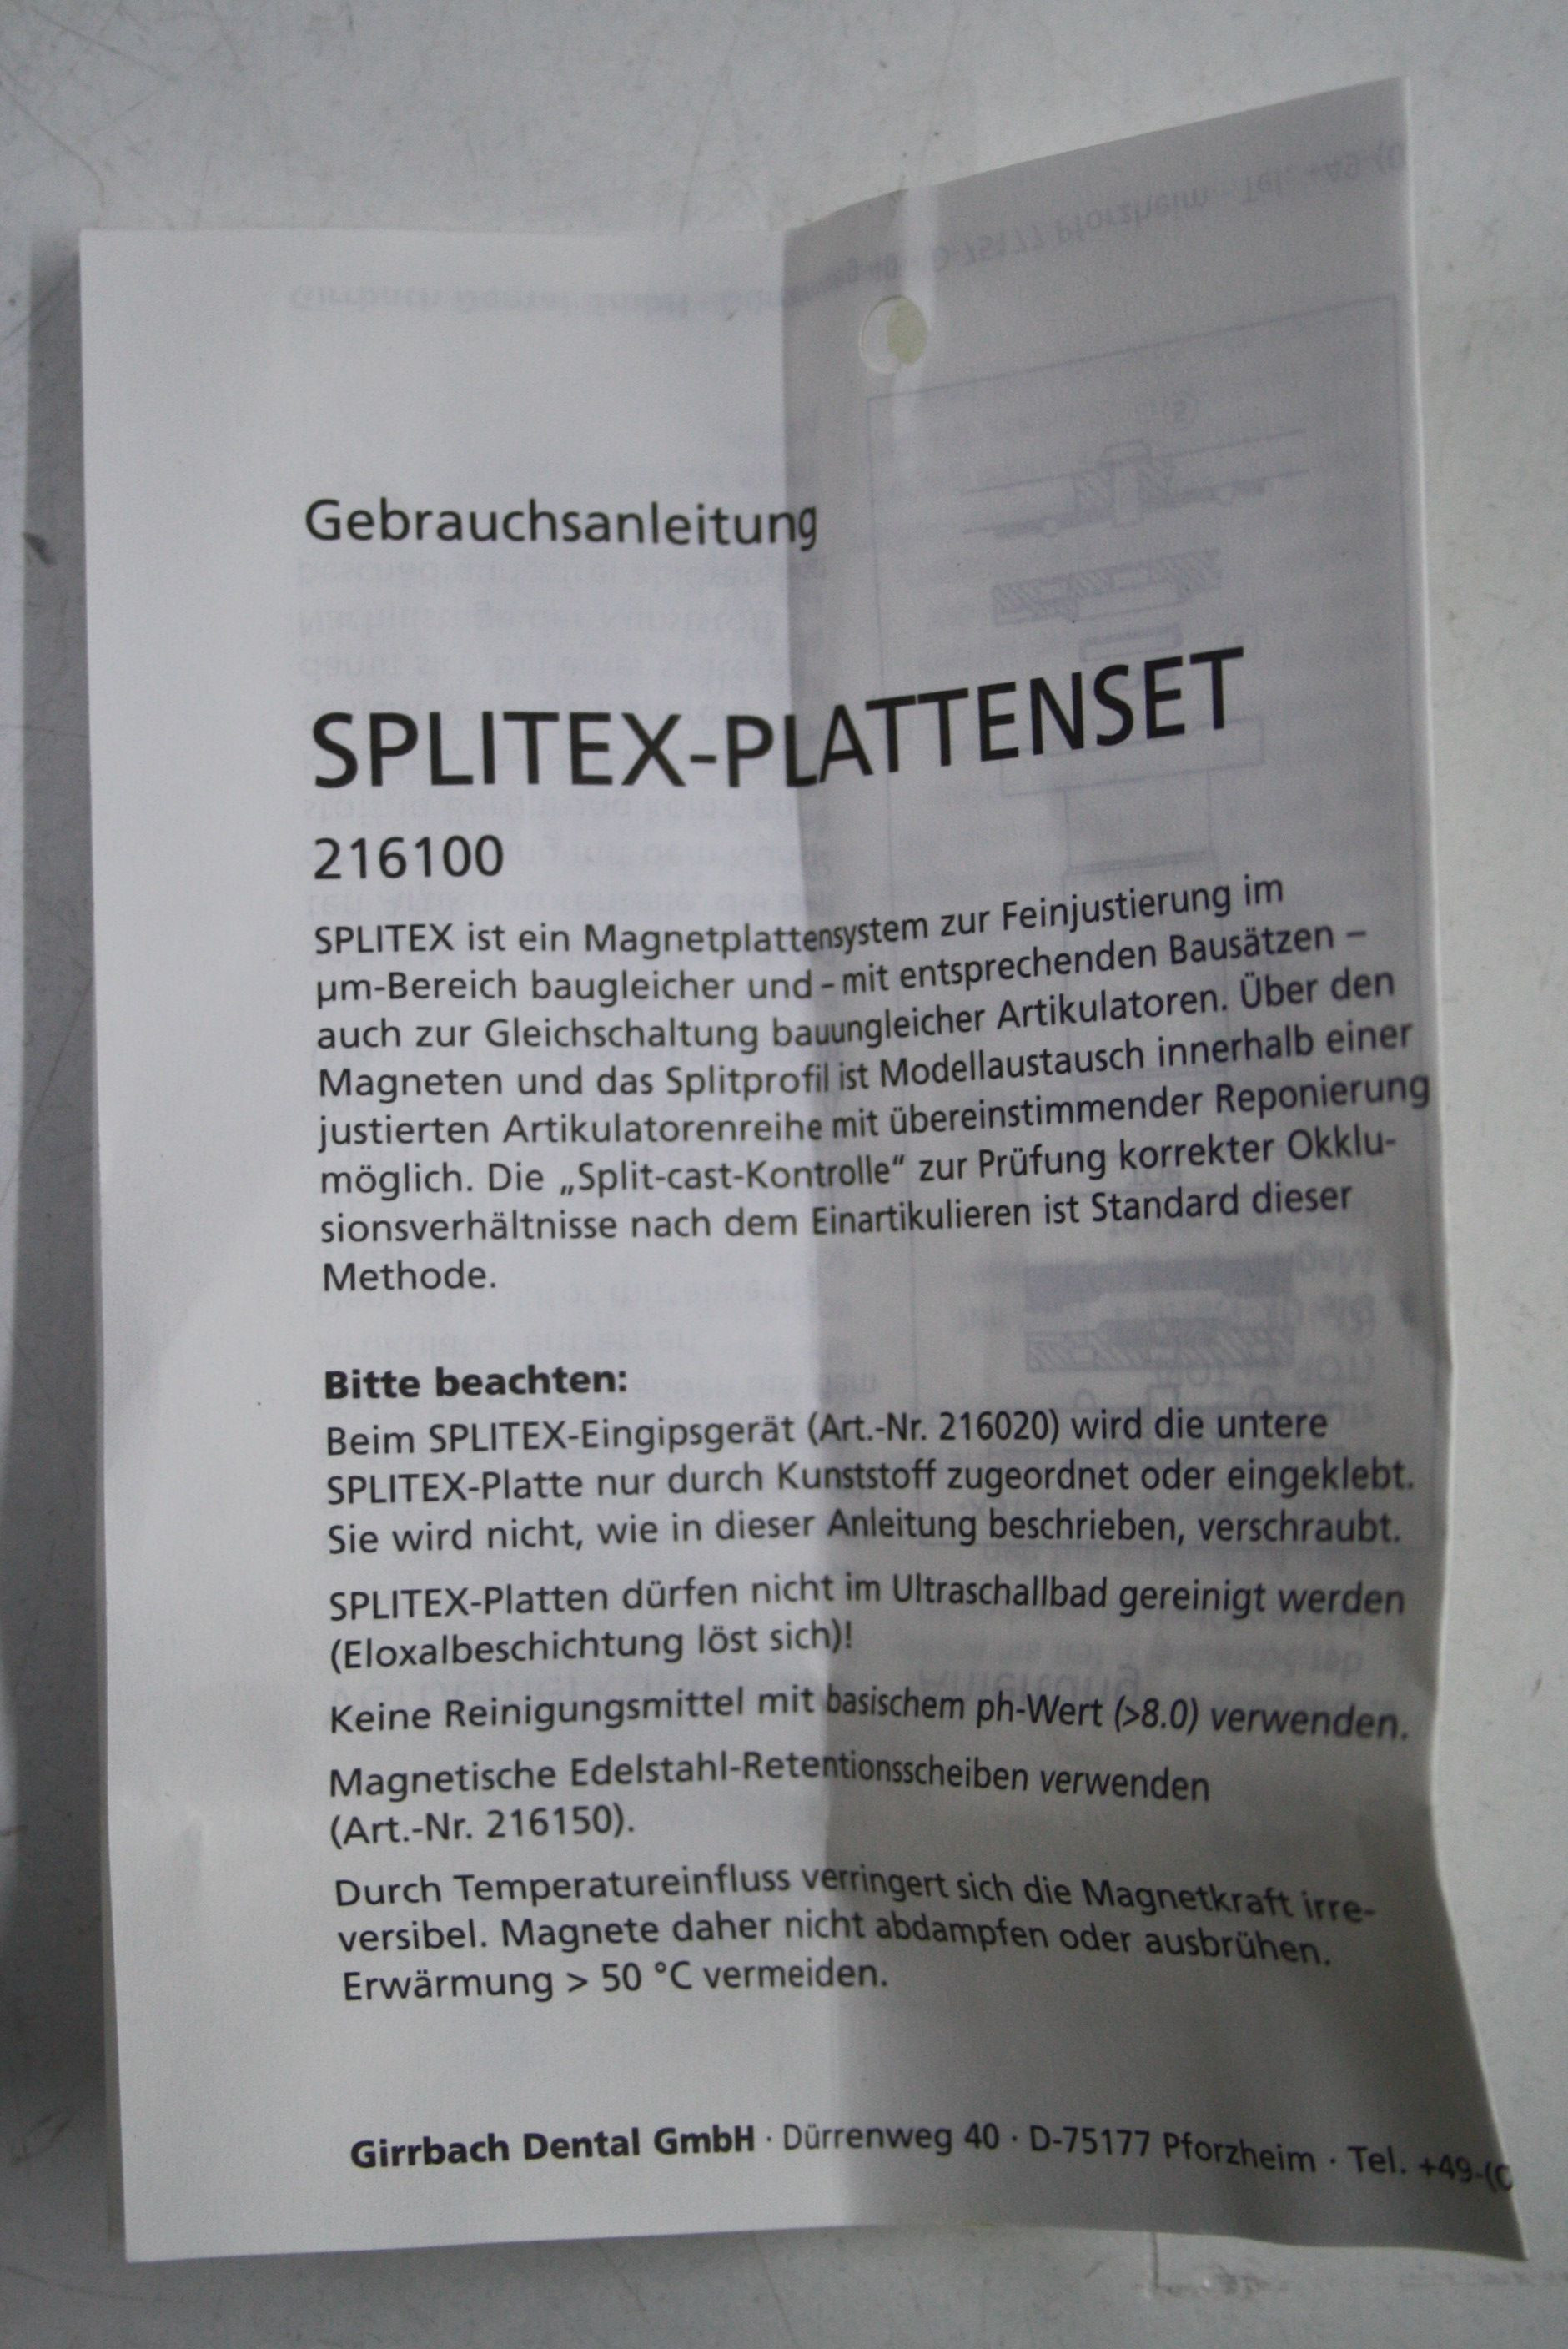 Gebrauchsanleitung
SPLITEX-PLATTENSET
216100
SPLITEX ist ein Magnetplattensystem zur Feinjustierung im
µm-Bereich baugleicher und – mit entsprechenden Bausätzen –
auch zur Gleichschaltung bauungleicher Artikulatoren. Über den
Magneten und das Splitprofil ist Modellaustausch innerhalb einer
justierten Artikulatorenreihe mit übereinstimmender Reponierung
möglich. Die „Split-cast-Kontrolle“ zur Prüfung korrekter Okklu-
sionsverhältnisse nach dem Einartikulieren ist Standard dieser
Methode.
Bitte beachten:
Beim SPLITEX-Eingipsgerät (Art.-Nr. 216020) wird die untere
SPLITEX-Platte nur durch Kunststoff zugeordnet oder eingeklebt.
Sie wird nicht, wie in dieser Anleitung beschrieben, verschraubt.
SPLITEX-Platten dürfen nicht im Ultraschallbad gereinigt werden
(Eloxalbeschichtung löst sich)!
Keine Reinigungsmittel mit basischem ph-Wert (>8.0) verwenden.
Magnetische Edelstahl-Retentionsscheiben verwenden
(Art.-Nr. 216150).
Durch Temperatureinfluss verringert sich die Magnetkraft irre-
versibel. Magnete daher nicht abdampfen oder ausbrühen.
Erwärmung > 50 °C vermeiden.
Girrbach Dental GmbH · Dürrenweg 40 · D-75177 Pforzheim · Tel. +49-(